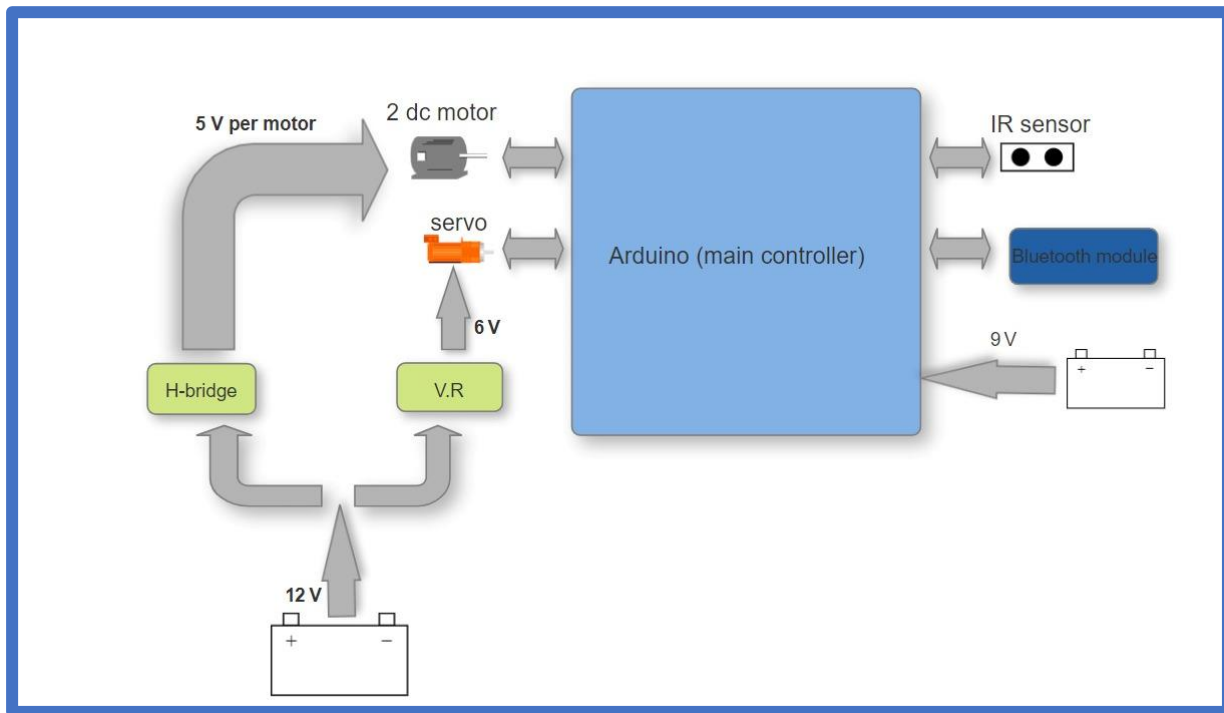 5 V per motor
2 dc motor
IR sensor
servo
Arduino (main controller)
Bluetooth module
6 V
9 V
+ −
H-bridge
V.R
12 V
+ −